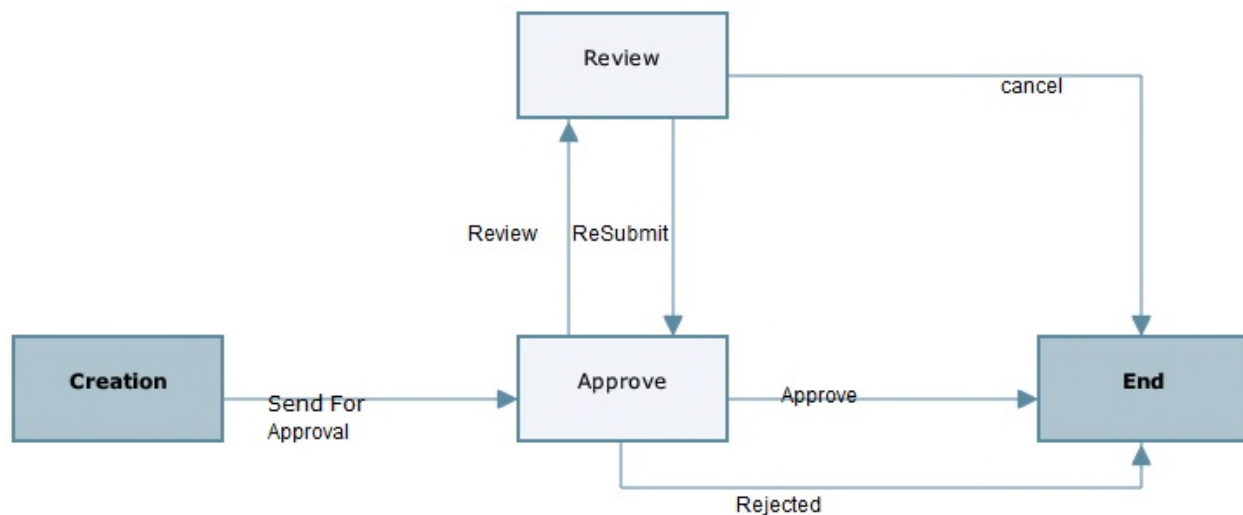 Review
cancel
Review
ReSubmit
Creation
Send For
Approval
Approve
Approve
End
Rejected